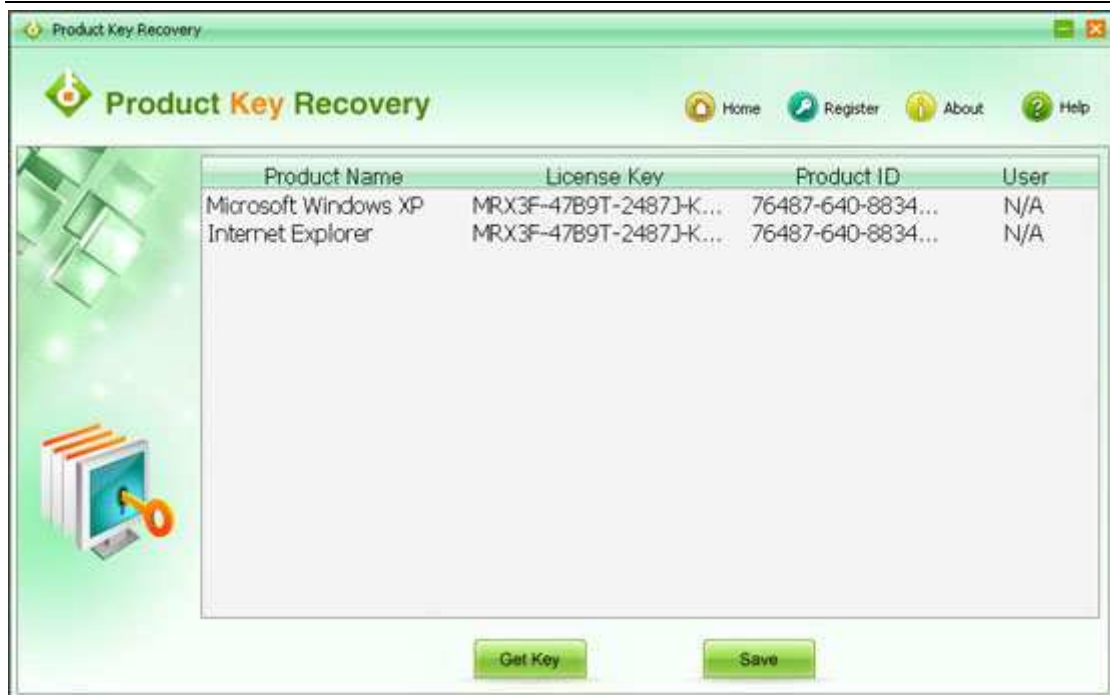 Product Key Recovery
Product Key Recovery
Home Register About Help
Product Name License Key Product ID User
Microsoft Windows XP MRX3F-47B9T-2487J-K... 76487-640-8834... N/A
Internet Explorer MRX3F-47B9T-2487J-K... 76487-640-8834... N/A
Get Key Save